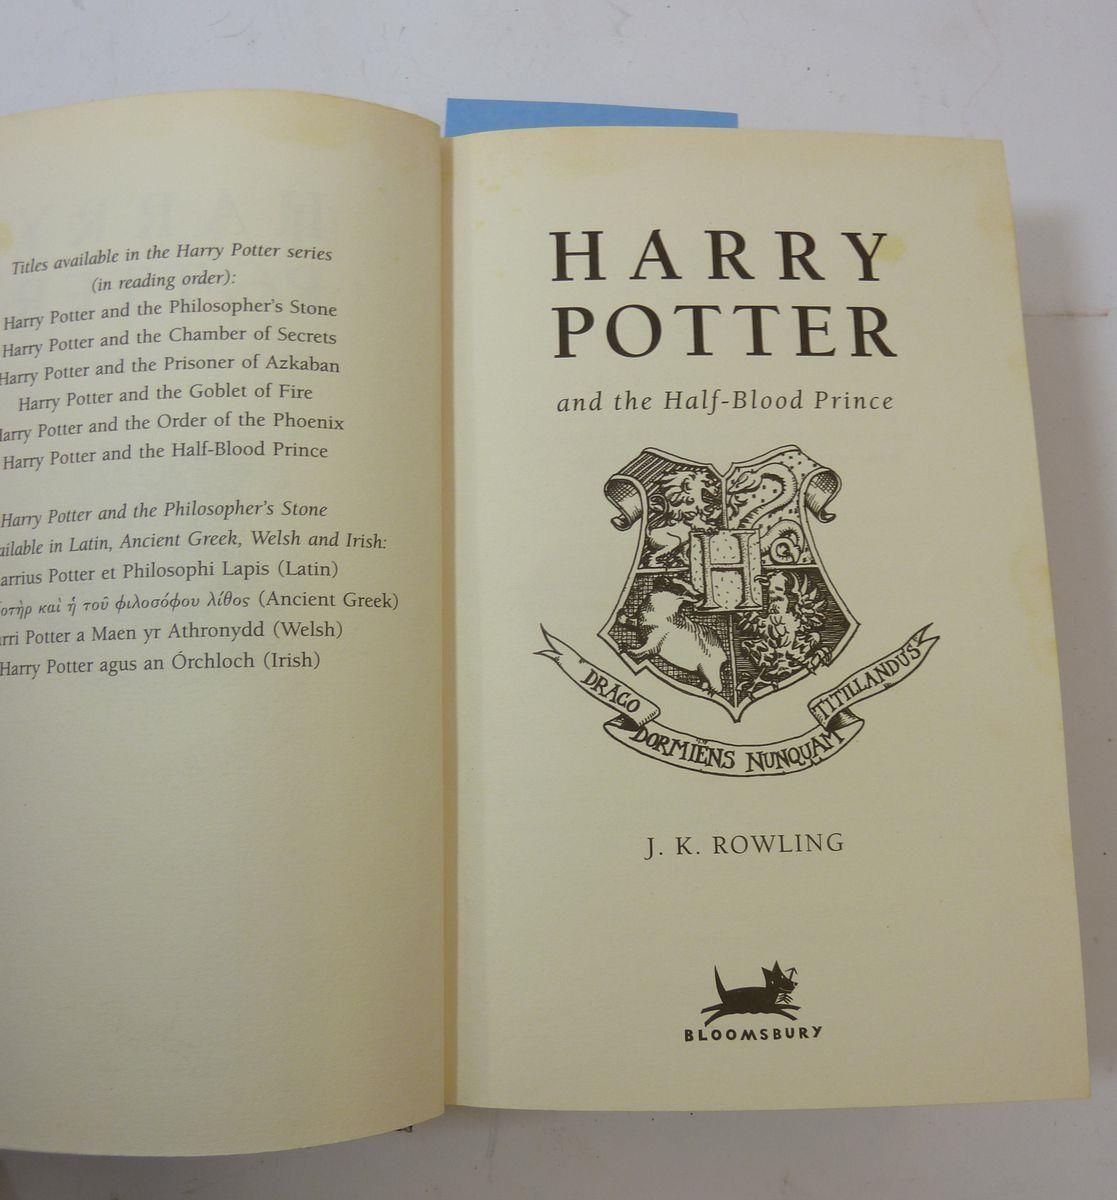 Titles available in the Harry Potter series
(in reading order):
Harry Potter and the Philosopher's Stone
Harry Potter and the Chamber of Secrets
Harry Potter and the Prisoner of Azkaban
Harry Potter and the Goblet of Fire
Harry Potter and the Order of the Phoenix
Harry Potter and the Half-Blood Prince
Harry Potter and the Philosopher's Stone
in Latin, Ancient Greek, Welsh and Irish:
Potter et Philosophi Lapis (Latin)
καὶ ἡ τοῦ φιλοσόφου λίθος (Ancient Greek)
Potter a Maen yr Athronydd (Welsh)
Harry Potter agus an Órchloch (Irish)
HARRY
POTTER
and the Half-Blood Prince
H
DRACO DORMIENS NUNQUAM TITILLANDUS
J. K. ROWLING
BLOOMSBURY